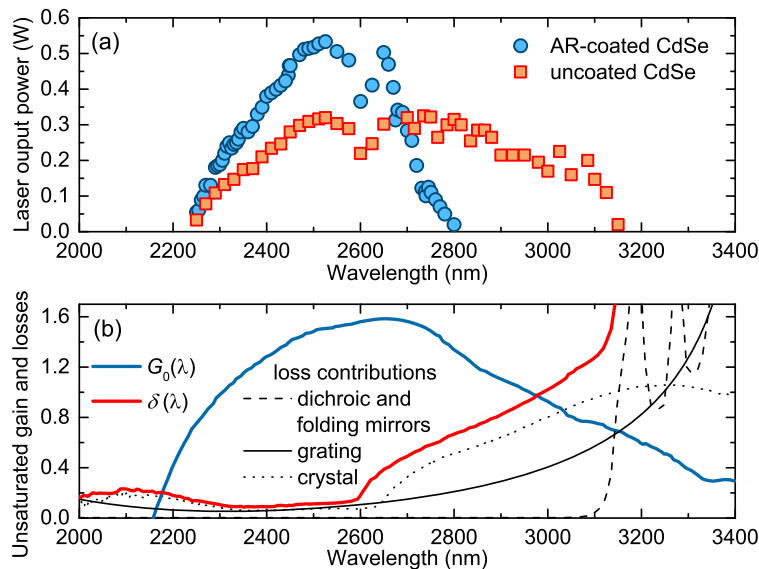 (a)
AR-coated CdSe
uncoated CdSe
Laser ouput power (W)
0.6
0.5
0.4
0.3
0.2
0.1
0.0
2000 2200 2400 2600 2800 3000 3200 3400
Wavelength (nm)
(b)
G0(λ)
δ(λ)
loss contributions
dichroic and
folding mirrors
grating
crystal
Unsaturated gain and losses
1.6
1.2
0.8
0.4
0.0
2000 2200 2400 2600 2800 3000 3200 3400
Wavelength (nm)